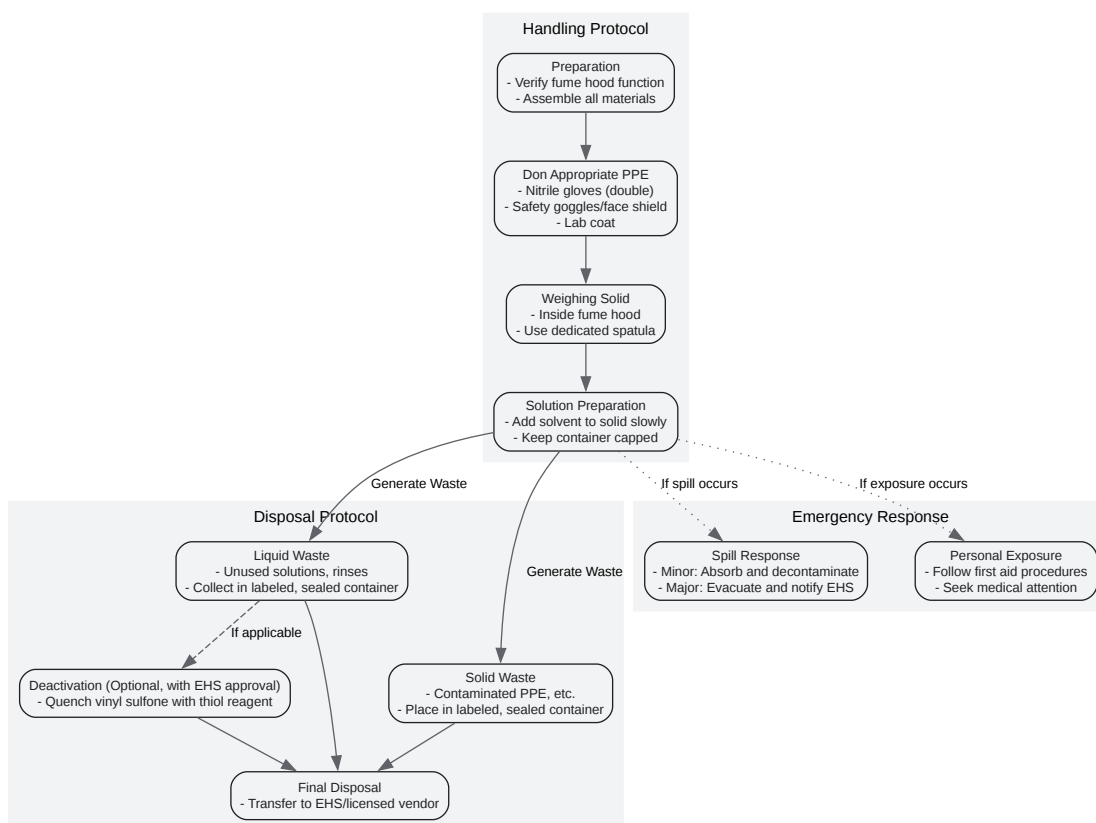 Handling Protocol
Preparation
- Verify fume hood function
- Assemble all materials
Don Appropriate PPE
- Nitrile gloves (double)
- Safety goggles/face shield
- Lab coat
Weighing Solid
- Inside fume hood
- Use dedicated spatula
Solution Preparation
- Add solvent to solid slowly
- Keep container capped
Generate Waste
If spill occurs
If exposure occurs
Disposal Protocol
Liquid Waste
- Unused solutions, rinses
- Collect in labeled, sealed container
Generate Waste
If applicable
Deactivation (Optional, with EHS approval)
- Quench vinyl sulfone with thiol reagent
Solid Waste
- Contaminated PPE, etc.
- Place in labeled, sealed container
Final Disposal
- Transfer to EHS/licensed vendor
Emergency Response
Spill Response
- Minor: Absorb and decontaminate
- Major: Evacuate and notify EHS
Personal Exposure
- Follow first aid procedures
- Seek medical attention